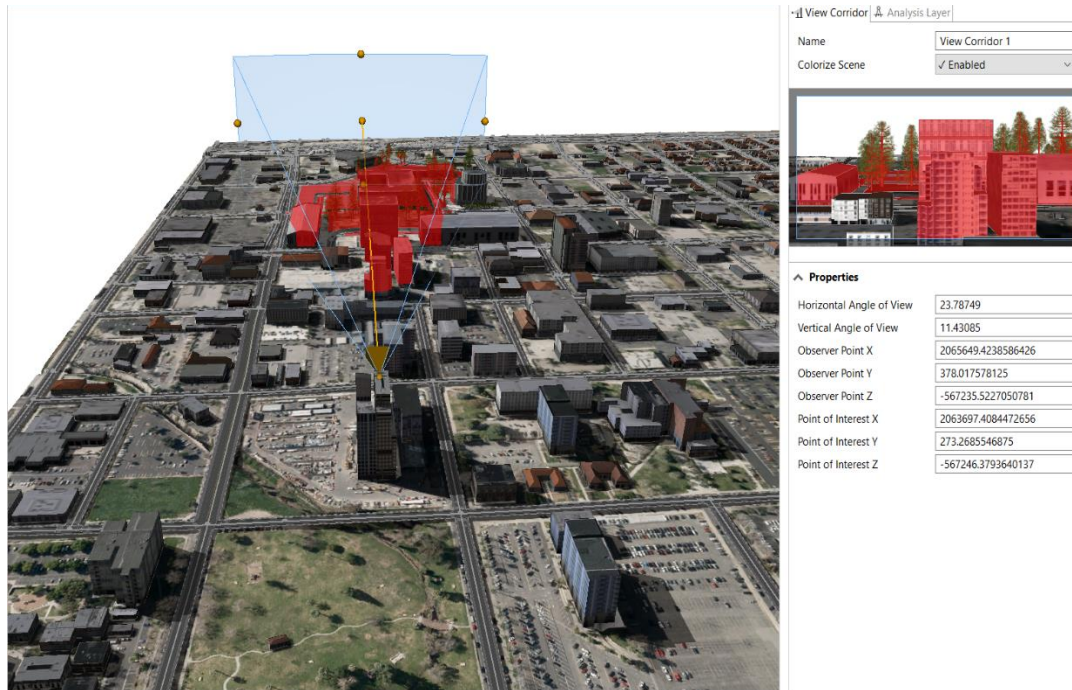 View Corridor
Analysis Layer
Name View Corridor 1
Colorize Scene ✓ Enabled
Properties
Horizontal Angle of View 23.78749
Vertical Angle of View 11.43085
Observer Point X 2065649.4238586426
Observer Point Y 378.017578125
Observer Point Z -567235.5227050781
Point of Interest X 2063697.4084472656
Point of Interest Y 273.2685546875
Point of Interest Z -567246.3793640137